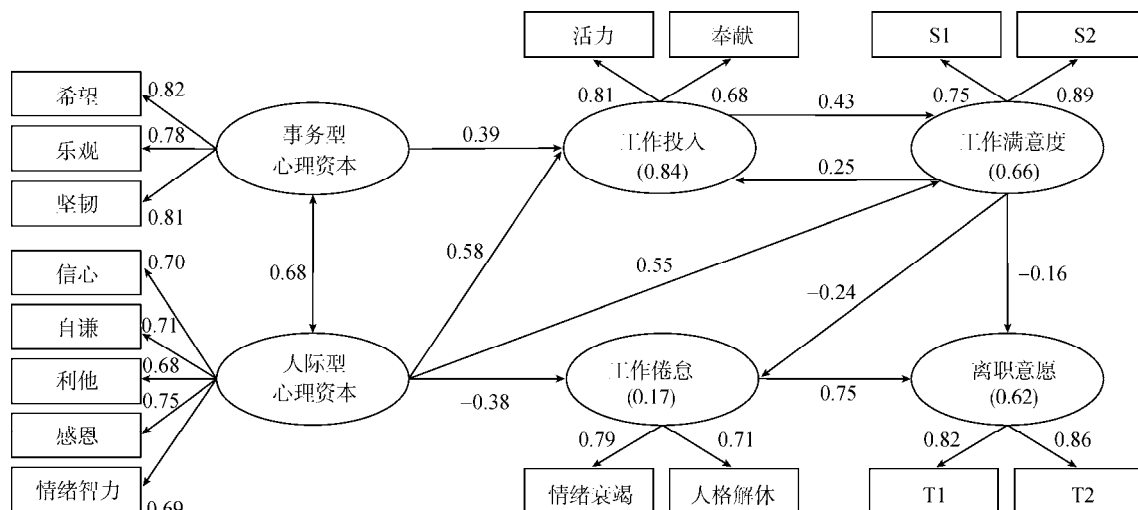 活力
奉献
S1
S2
希望
0.82
0.81
0.68
0.75
0.89
乐观
0.78
事务型
心理资本
0.39
工作投入
(0.84)
0.43
工作满意度
(0.66)
坚韧
0.81
0.25
信心
0.70
0.68
0.58
0.55
-0.24
-0.16
自谦
0.71
利他
0.68
人际型
心理资本
-0.38
工作倦怠
(0.17)
0.75
离职意愿
(0.62)
感恩
0.75
0.79
0.71
0.82
0.86
情绪智力
0.69
情绪衰竭
人格解休
T1
T2